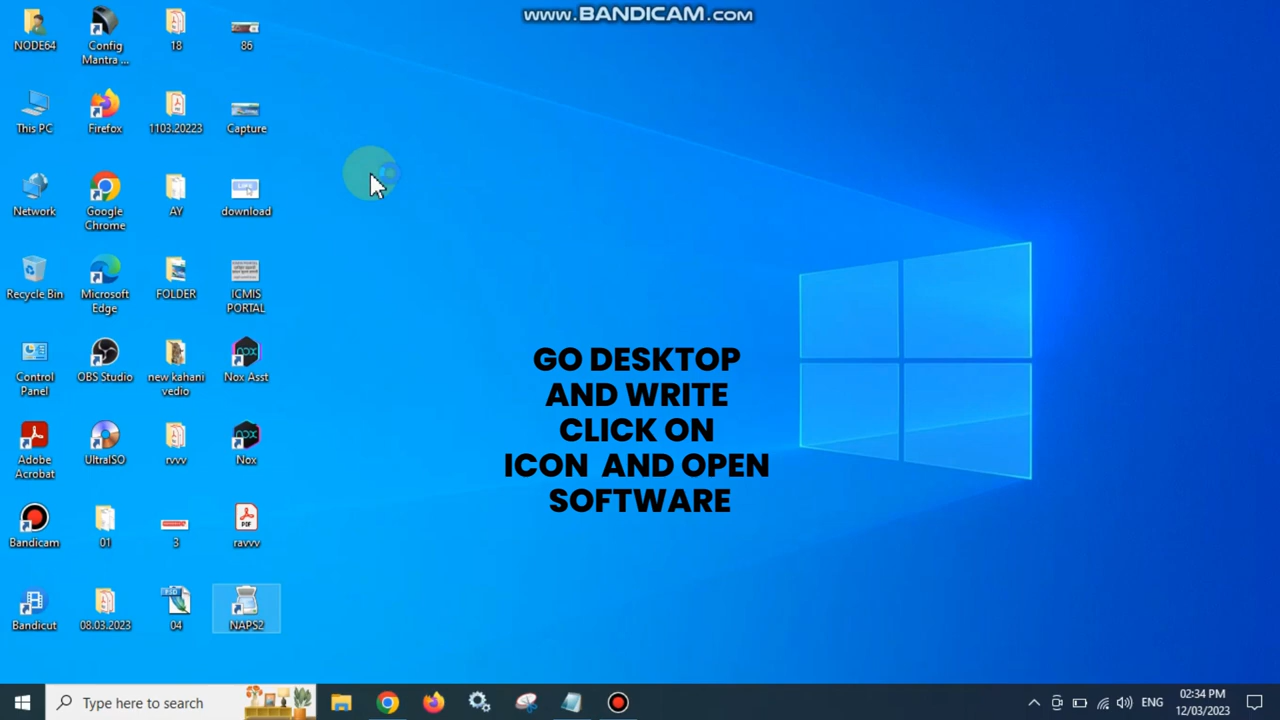 www.BANDICAM.com
NODE64
Config
Mantra ...
18
86
This PC
Firefox
1103.20223
Capture
Network
Google
Chrome
AY
download
Recycle Bin
Microsoft
Edge
FOLDER
ICMIS
PORTAL
Control
Panel
OBS Studio
new kahani
vedio
Nox Asst
Adobe
Acrobat
UltraISO
rvvv
Nox
Bandicam
01
3
PDF
ravvv
Bandicut
08.03.2023
04
NAPS2
GO DESKTOP
AND WRITE
CLICK ON
ICON AND OPEN
SOFTWARE
Type here to search
ENG
02:34 PM
12/03/2023